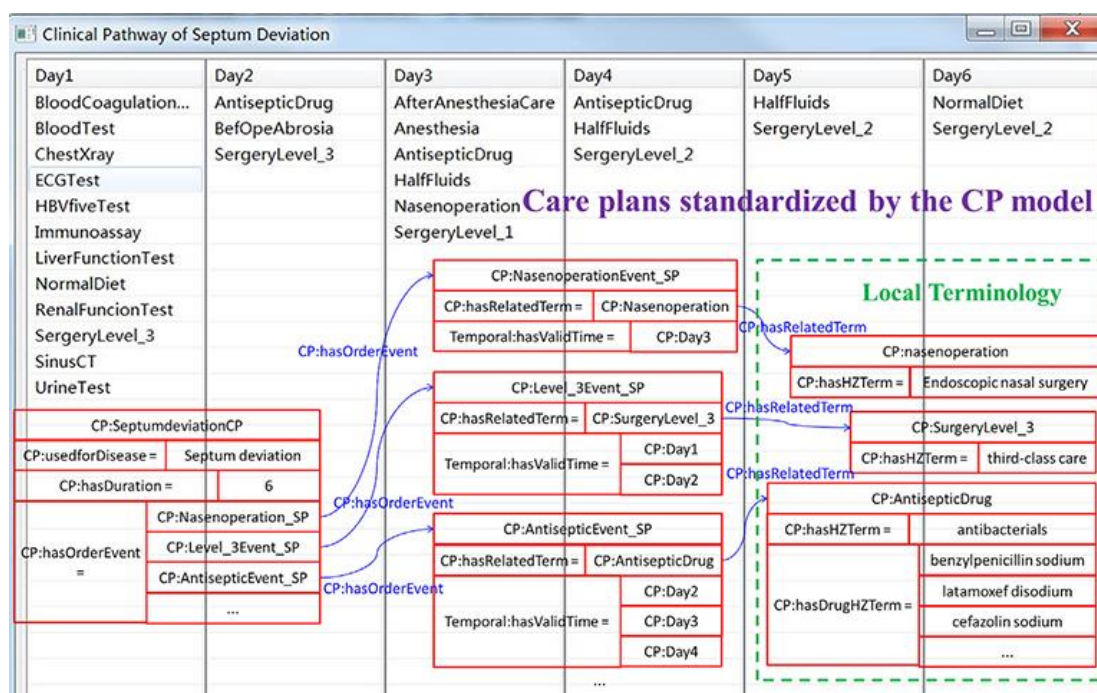 Clinical Pathway of Septum Deviation
Day1 Day2 Day3 Day4 Day5 Day6
BloodCoagulation... AntisepticDrug AfterAnesthesiaCare AntisepticDrug HalfFluids NormalDiet
BloodTest BefOpeAbrosia Anesthesia HalfFluids SergeryLevel_2 SergeryLevel_2
ChestXray SergeryLevel_3 AntisepticDrug SergeryLevel_2
ECGTest HalfFluids
HBVfiveTest Nasenoperation Care plans standardized by the CP model
Immunoassay SergeryLevel_1
LiverFunctionTest
NormalDiet
RenalFuncionTest
SergeryLevel_3
SinusCT
UrineTest
CP:SeptumdeviationCP
CP:usedforDisease = Septum deviation
CP:hasDuration = 6
CP:hasOrderEvent =
CP:Nasenoperation_SP
CP:Level_3Event_SP
CP:AntisepticEvent_SP
...
CP:hasOrderEvent
CP:hasOrderEvent
CP:hasOrderEvent
CP:NasenoperationEvent_SP
CP:hasRelatedTerm = CP:Nasenoperation
Temporal:hasValidTime = CP:Day3
CP:Level_3Event_SP
CP:hasRelatedTerm = CP:SurgeryLevel_3
Temporal:hasValidTime =
CP:Day1
CP:Day2
CP:AntisepticEvent_SP
CP:hasRelatedTerm = CP:AntisepticDrug
Temporal:hasValidTime =
CP:Day2
CP:Day3
CP:Day4
...
CP:hasRelatedTerm
CP:hasRelatedTerm
CP:hasRelatedTerm
Local Terminology
CP:nasenoperation
CP:hasHZTerm = Endoscopic nasal surgery
CP:SurgeryLevel_3
CP:hasHZTerm = third-class care
CP:AntisepticDrug
CP:hasHZTerm = antibacterials
CP:hasDrugHZTerm =
benzylpenicillin sodium
latamoxef disodium
cefazolin sodium
...